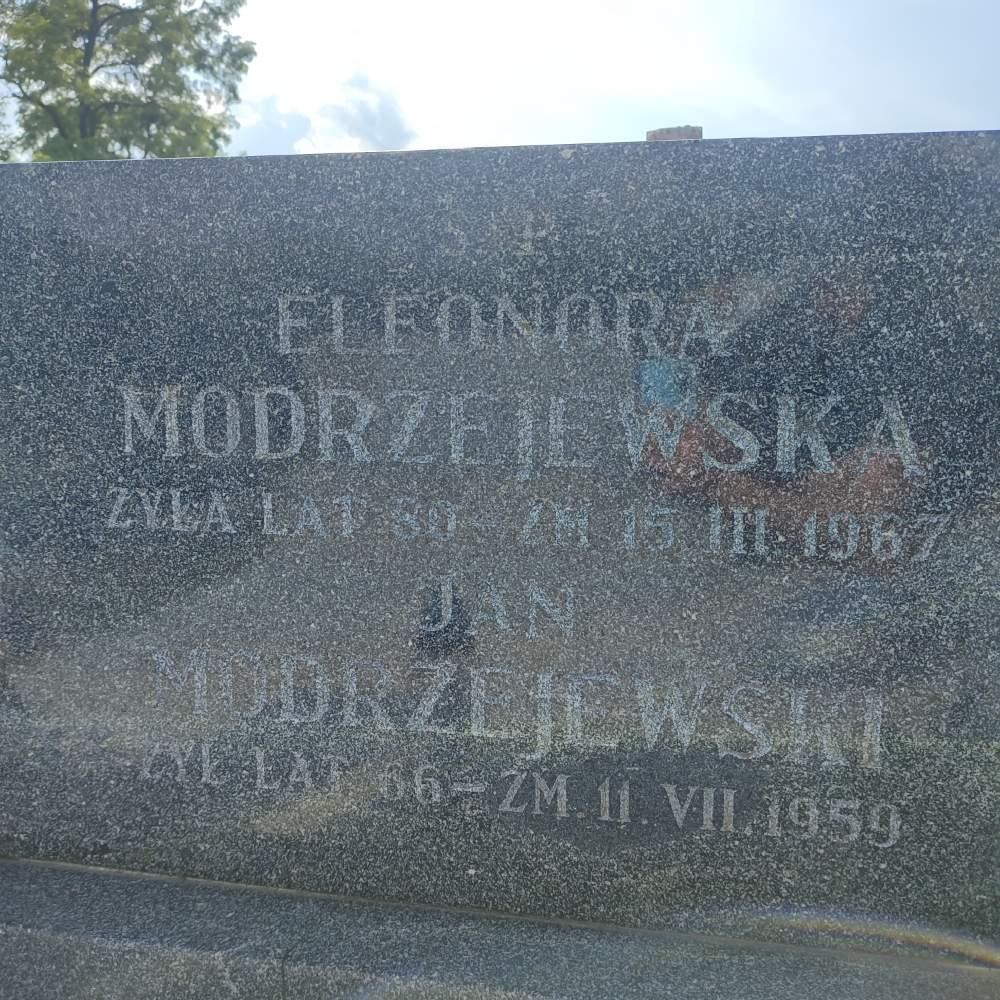 Ś P
ELEONORA
MODRZEJEWSKA
ŻYŁA LAT 80 - ZM 15 III. 1967
JAN
MODRZEJEWSKI
ŻYŁ LAT 66 - ZM. 11. VII. 1959